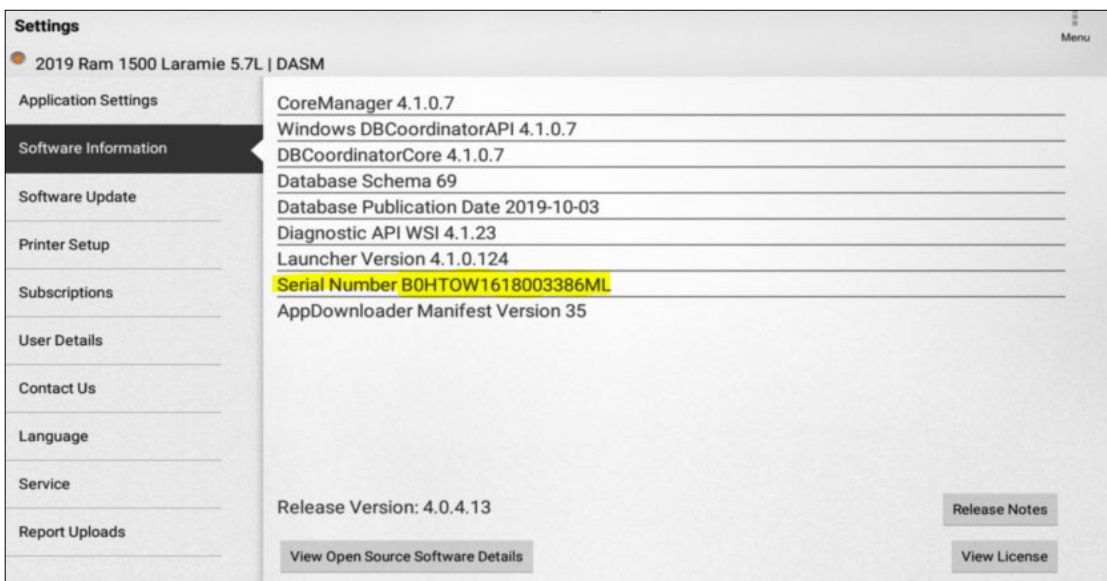 Settings
Menu
2019 Ram 1500 Laramie 5.7L | DASM
Application Settings
Software Information
Software Update
Printer Setup
Subscriptions
User Details
Contact Us
Language
Service
Report Uploads
CoreManager 4.1.0.7
Windows DBCoordinatorAPI 4.1.0.7
DBCoordinatorCore 4.1.0.7
Database Schema 69
Database Publication Date 2019-10-03
Diagnostic API WSI 4.1.23
Launcher Version 4.1.0.124
Serial Number B0HTOW1618003386ML
AppDownloader Manifest Version 35
Release Version: 4.0.4.13
Release Notes
View Open Source Software Details
View License